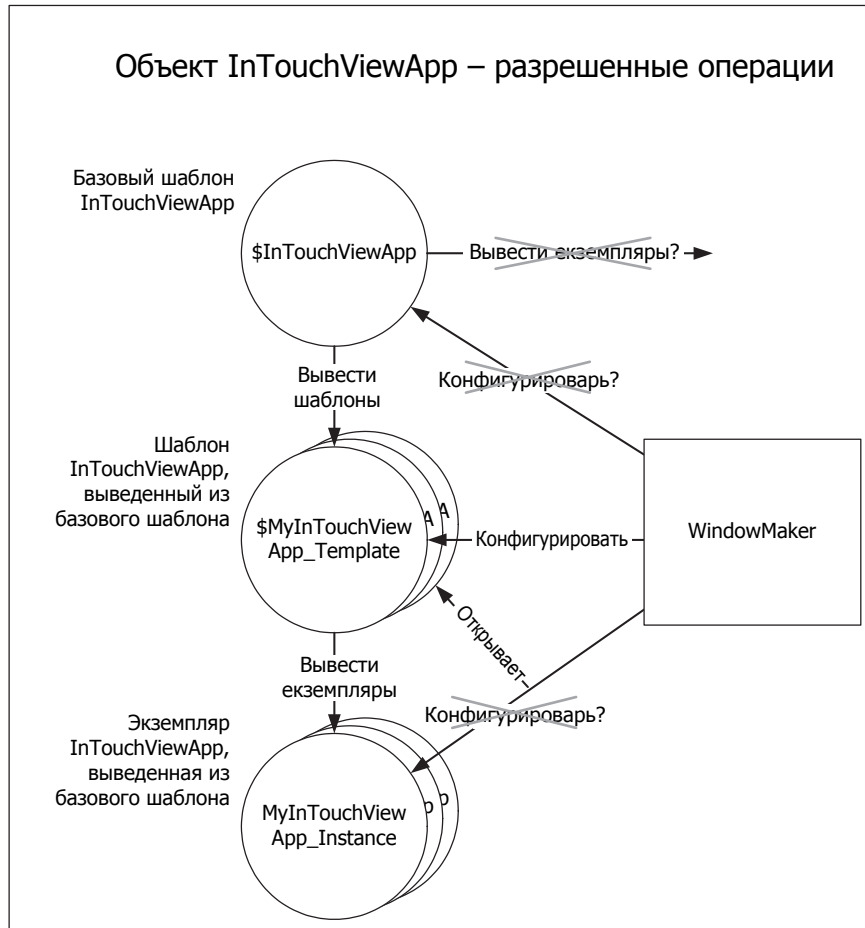 Объект InTouchViewApp – разрешенные операции
Базовый шаблон
InTouchViewApp
$InTouchViewApp
Вывести екземпляры?
Вывести
шаблоны
Конфигурироварь?
Шаблон
InTouchViewApp,
выведенный из
базового шаблона
$MyInTouchView
App_Template
A
A
Конфигурировать
WindowMaker
Открывает
Вывести
екземпляры
Конфигурироварь?
Экземпляр
InTouchViewApp,
выведенная из
базового шаблона
MyInTouchView
App_Instance
p
p